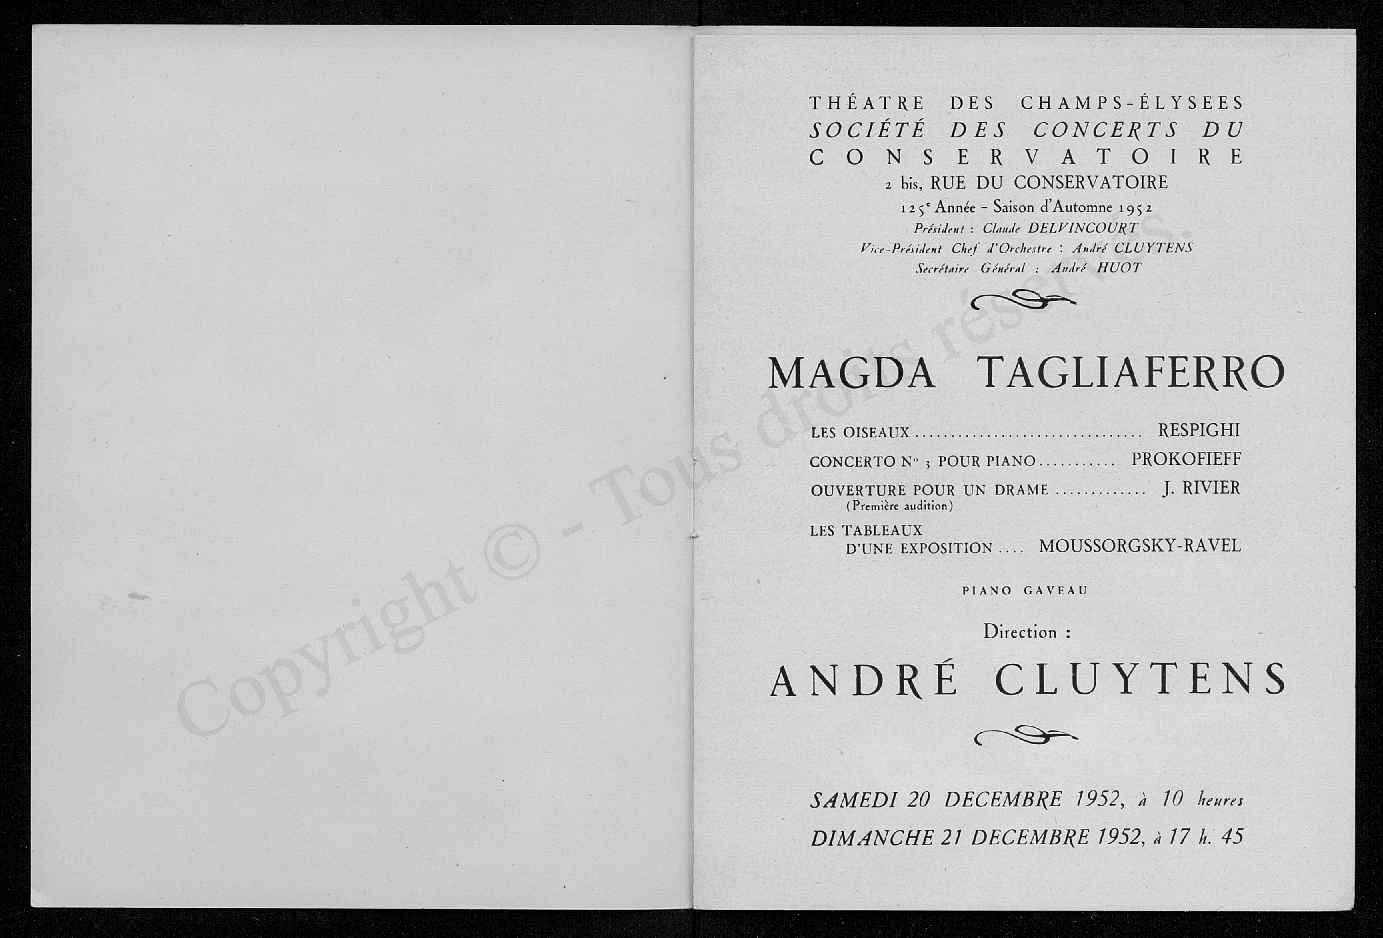 THÉATRE DES CHAMPS-ÉLYSEES
SOCIÉTÉ DES CONCERTS DU
CONSERVATOIRE
2 bis, RUE DU CONSERVATOIRE
125e Année - Saison d'Automne 1952
Président : Claude DELVINCOURT
Vice-Président Chef d'Orchestre : André CLUYTENS
Secrétaire Général : André HUOT
MAGDA TAGLIAFERRO
LES OISEAUX ................................ RESPIGHI
CONCERTO No 3 POUR PIANO........... PROKOFIEFF
OUVERTURE POUR UN DRAME ............. J. RIVIER
(Première audition)
LES TABLEAUX
D'UNE EXPOSITION .... MOUSSORGSKY-RAVEL
PIANO GAVEAU
Direction :
ANDRÉ CLUYTENS
SAMEDI 20 DECEMBRE 1952, à 10 heures
DIMANCHE 21 DECEMBRE 1952, à 17 h. 45
Copyright © - Tous droits réservés.